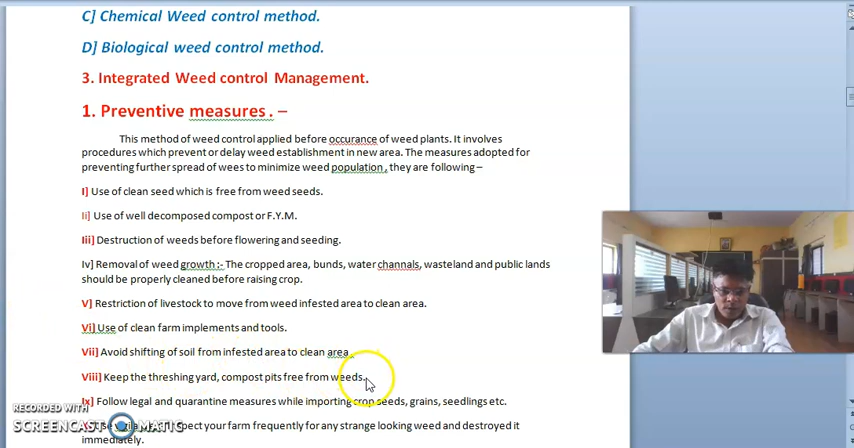 C] Chemical Weed control method.
D] Biological weed control method.
3. Integrated Weed control Management.
1. Preventive measures . –
This method of weed control applied before occurance of weed plants. It involves
procedures which prevent or delay weed establishment in new area. The measures adopted for
preventing further spread of wees to minimize weed population , they are following –
I] Use of clean seed which is free from weed seeds.
Ii] Use of well decomposed compost or F.Y.M.
Iii] Destruction of weeds before flowering and seeding.
Iv] Removal of weed growth :- The cropped area, bunds, water channals, wasteland and public lands
should be properly cleaned before raising crop.
V] Restriction of livestock to move from weed infested area to clean area.
Vi] Use of clean farm implements and tools.
Vii] Avoid shifting of soil from infested area to clean area .
Viii] Keep the threshing yard, compost pits free from weeds.
Ix] Follow legal and quarantine measures while importing crop seeds, grains, seedlings etc.
X] your farm frequently for any strange looking weed and destroyed it
immediately.
RECORDED WITH
SCREENCAST MATIC